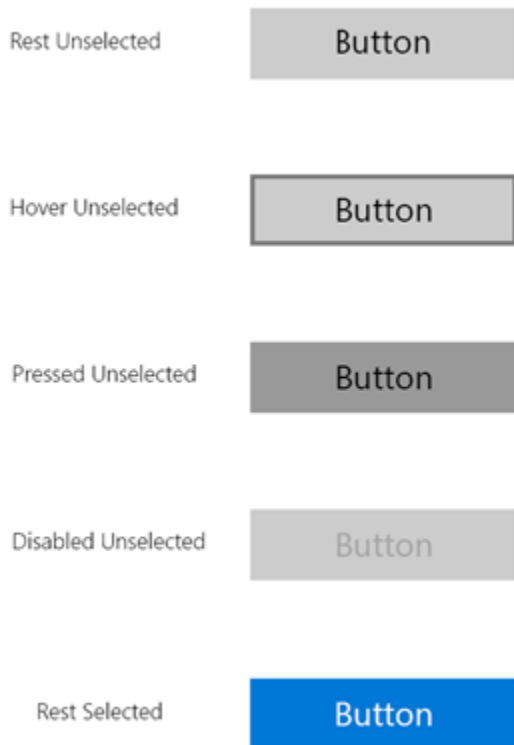 Rest Unselected Button
Hover Unselected Button
Pressed Unselected Button
Disabled Unselected Button
Rest Selected Button